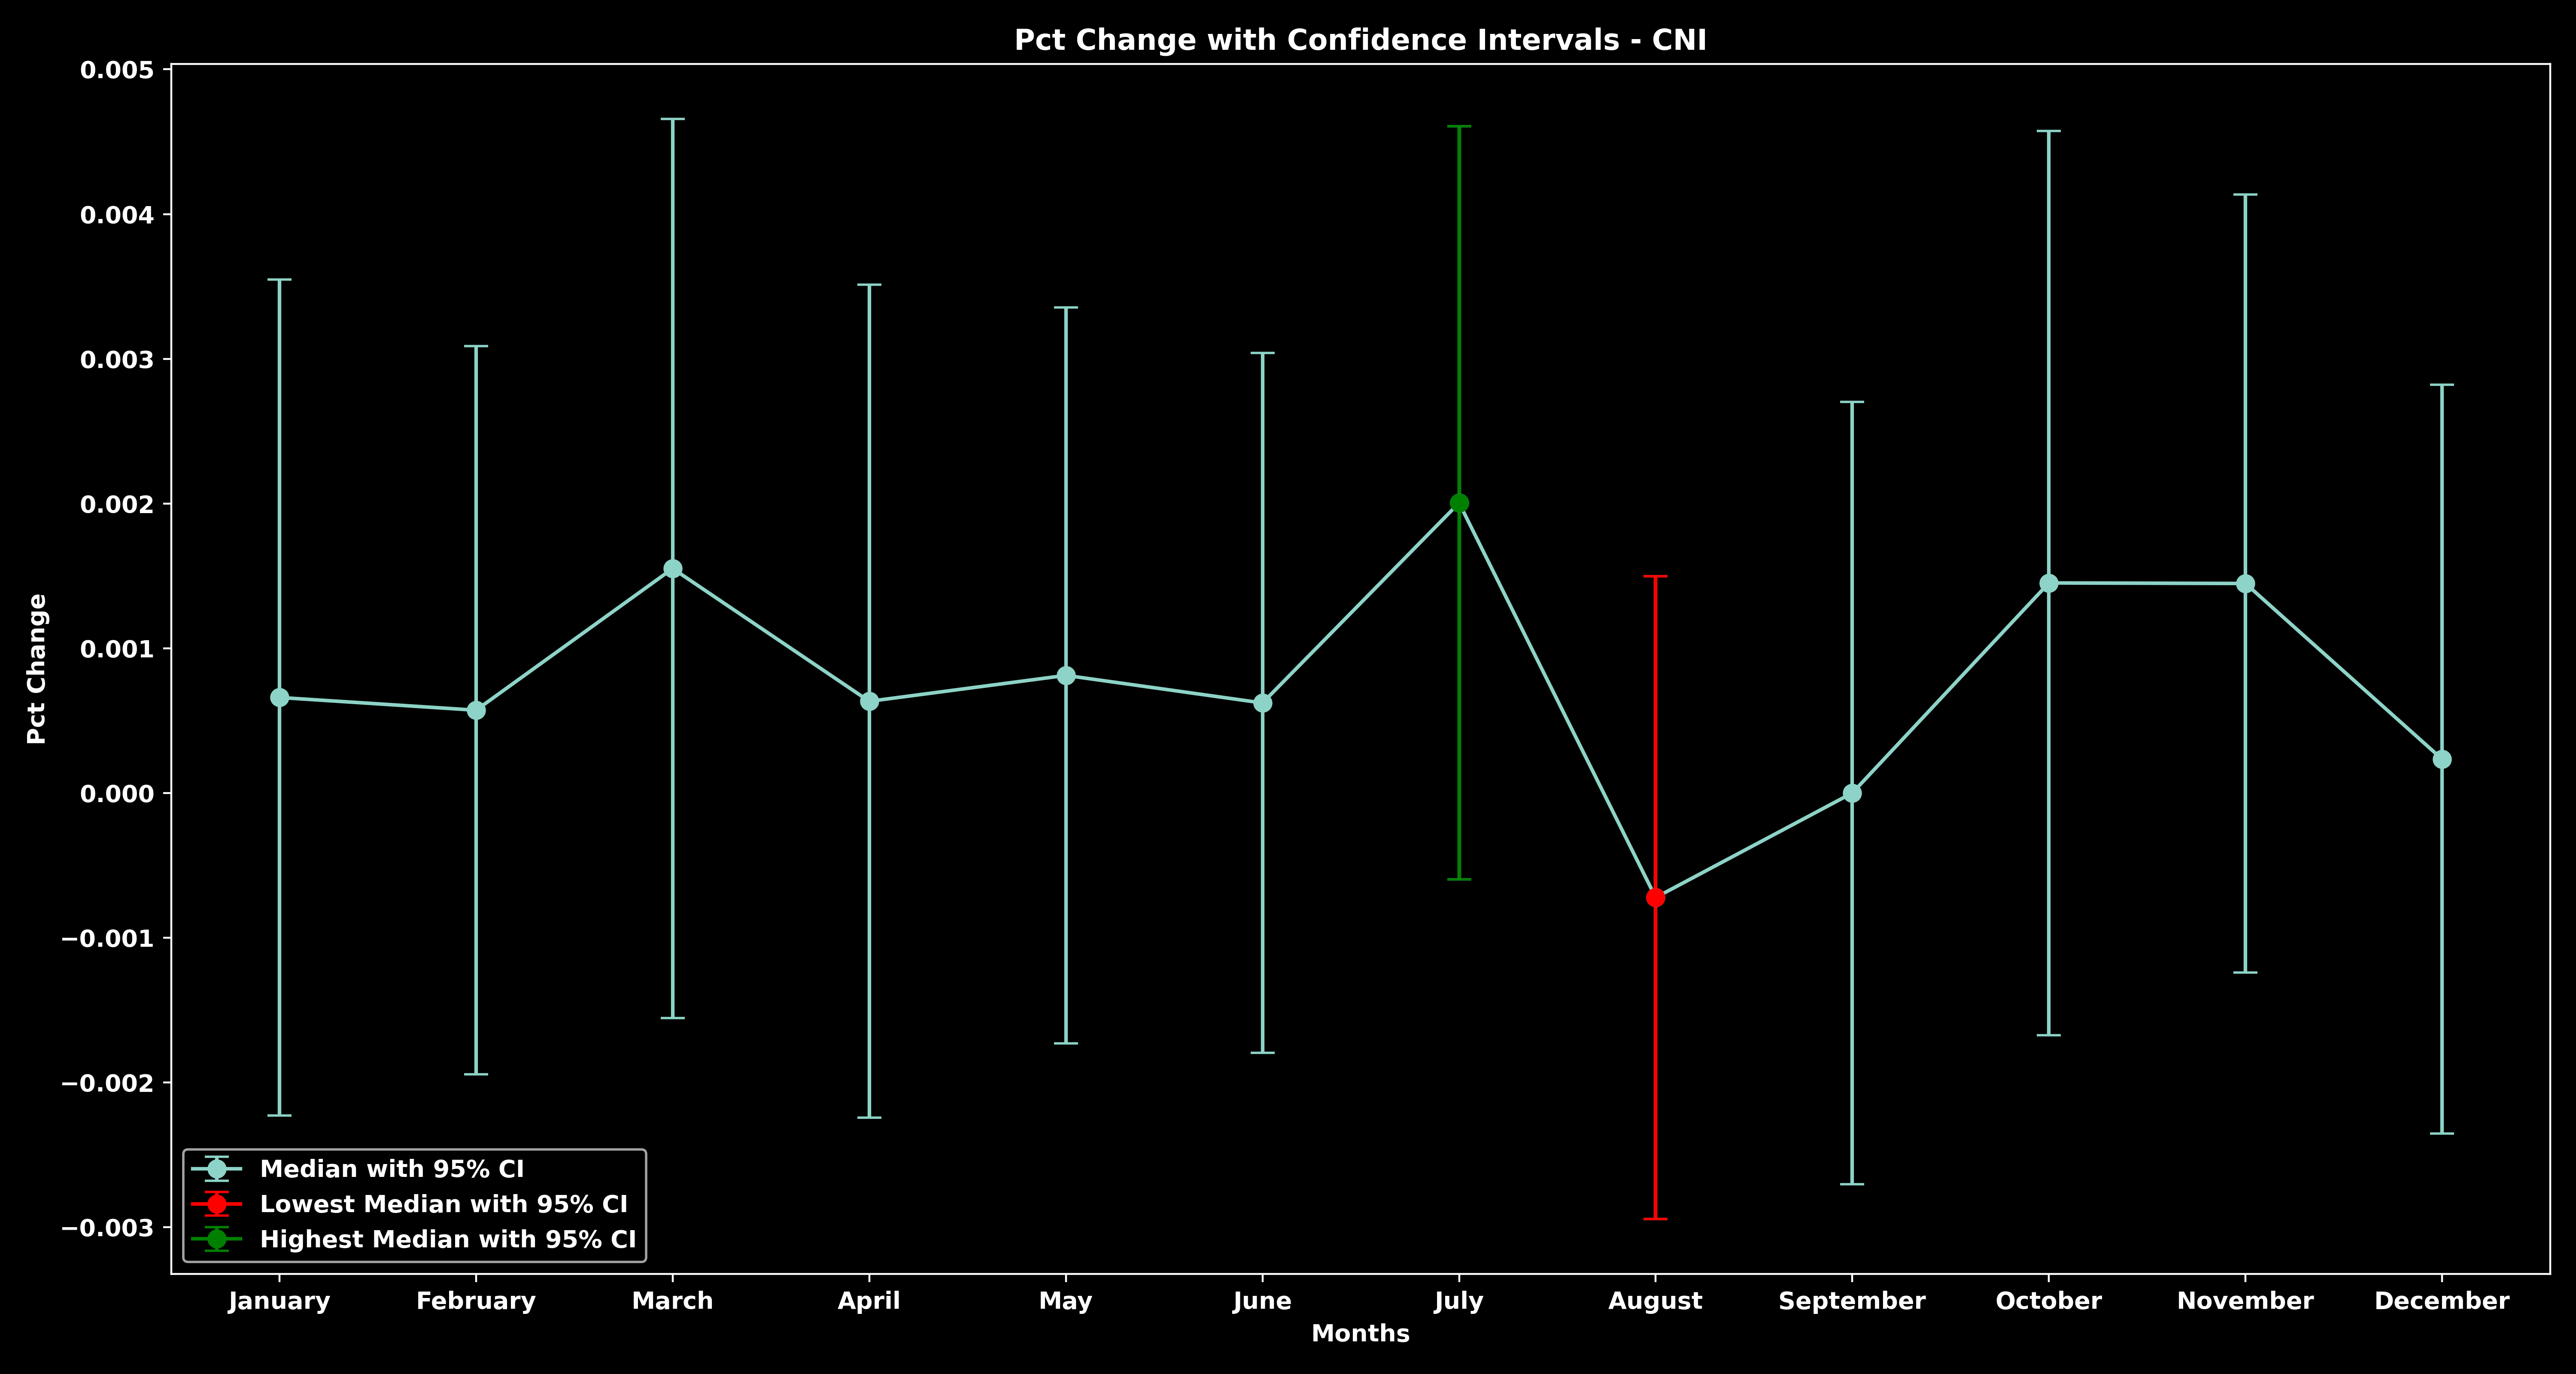 Pct Change with Confidence Intervals - CNI
0.005
0.004
0.003
0.002
0.001
0.000
−0.001
−0.002
−0.003
Pct Change
Median with 95% CI
Lowest Median with 95% CI
Highest Median with 95% CI
January February March April May June July August September October November December
Months